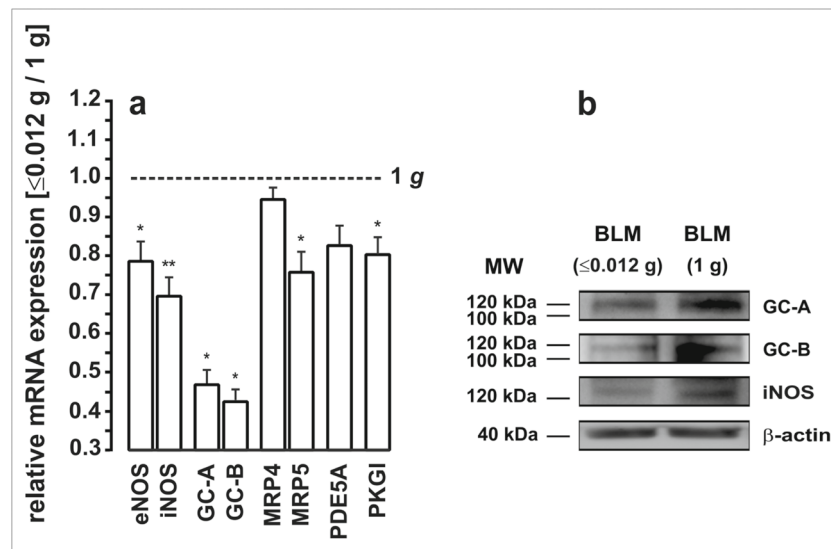 relative mRNA expression [≤0.012 g / 1 g]
a
1.2
1.1
1.0
0.9
0.8
0.7
0.6
0.5
0.4
0.3
1 g
*
**
*
*
*
*
eNOS
iNOS
GC-A
GC-B
MRP4
MRP5
PDE5A
PKGI
b
MW
BLM
(≤0.012 g)
BLM
(1 g)
120 kDa
100 kDa
GC-A
120 kDa
100 kDa
GC-B
120 kDa
iNOS
40 kDa
β-actin